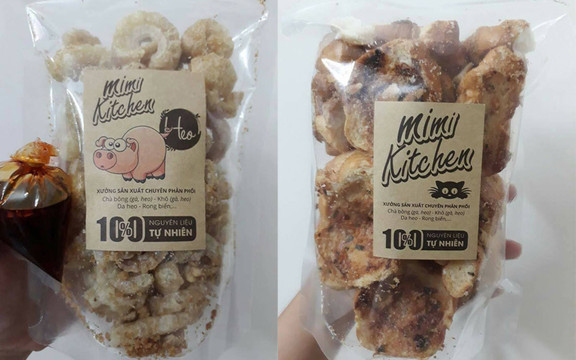 mimi
Kitchen
Heo
XƯỞNG SẢN XUẤT CHUYÊN PHÂN PHỐI
Chà bông (gà, heo) - Khô (gà, heo)
Da heo - Rong biển,...
100% NGUYÊN LIỆU
TỰ NHIÊN
mimi
Kitchen
XƯỞNG SẢN XUẤT CHUYÊN PHÂN PHỐI
Chà bông (gà, heo) - Khô (gà, heo)
Da heo - Rong biển,...
100% NGUYÊN LIỆU
TỰ NHIÊN